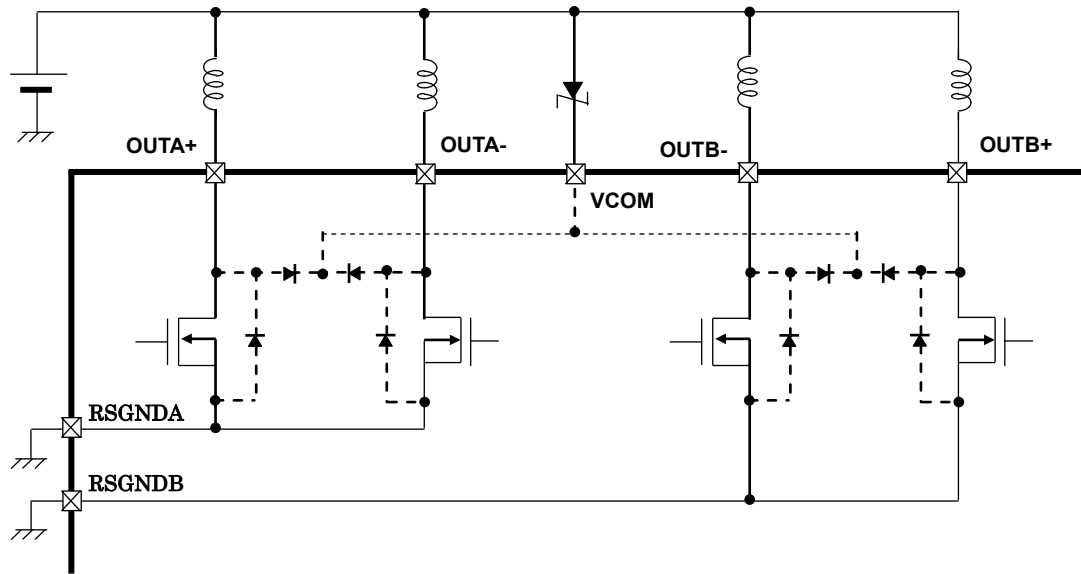 OUTA+
OUTA-
OUTB-
OUTB+
VCOM
RSGNDA
RSGNDB